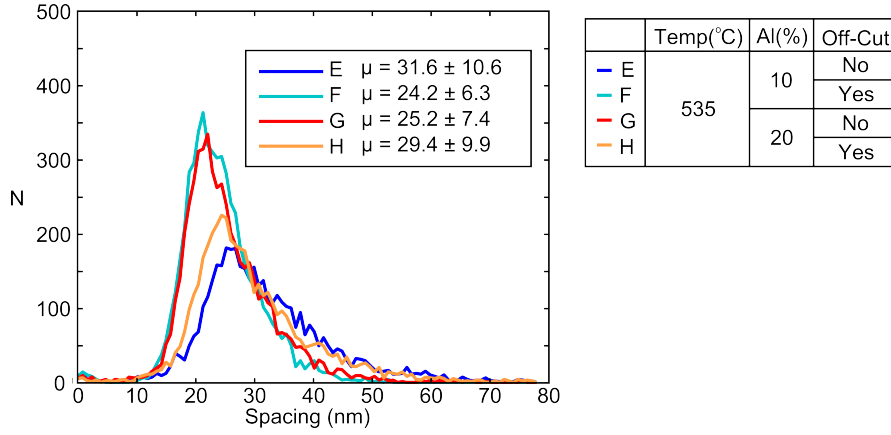 500
400
300
200
100
0
N
0 10 20 30 40 50 60 70 80
Spacing (nm)
E μ = 31.6 ± 10.6
F μ = 24.2 ± 6.3
G μ = 25.2 ± 7.4
H μ = 29.4 ± 9.9
Temp(°C) Al(%) Off-Cut
E 535 10 No
F Yes
G 20 No
H Yes